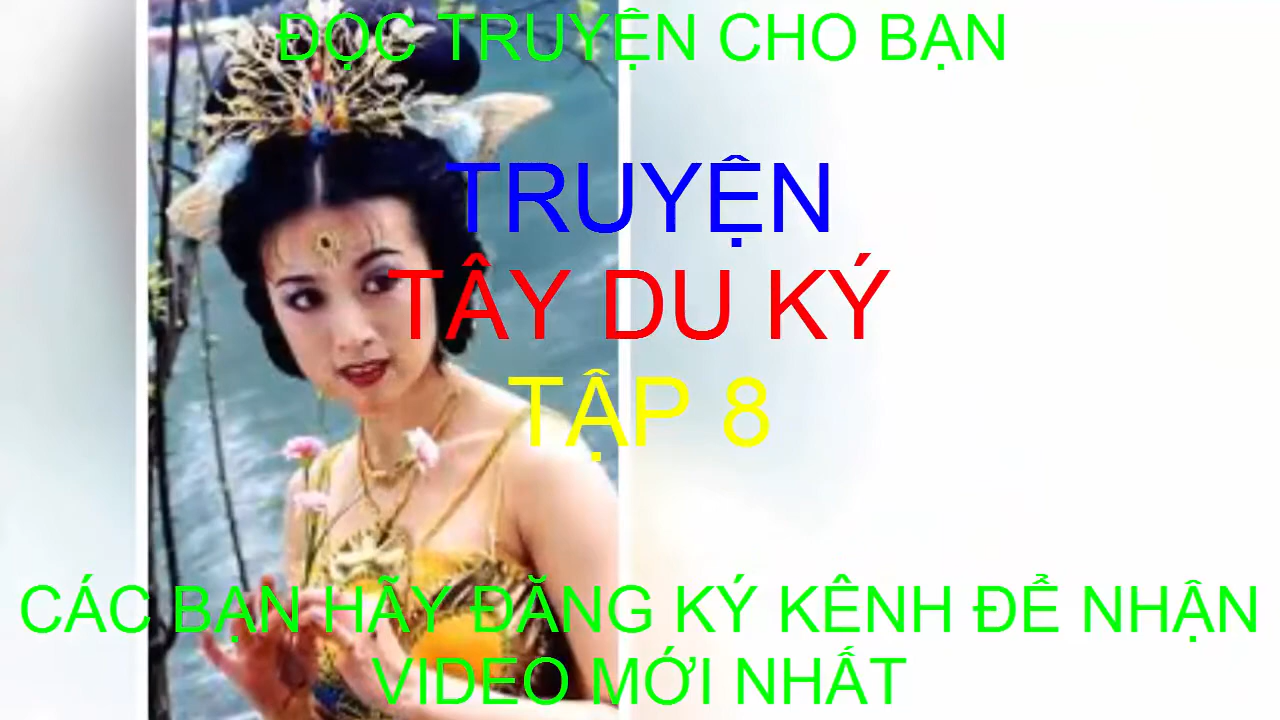 ĐỌC TRUYỆN CHO BẠN
TRUYỆN
TÂY DU KÝ
TẬP 8
CÁC BẠN HÃY ĐĂNG KÝ KÊNH ĐỂ NHẬN
VIDEO MỚI NHẤT